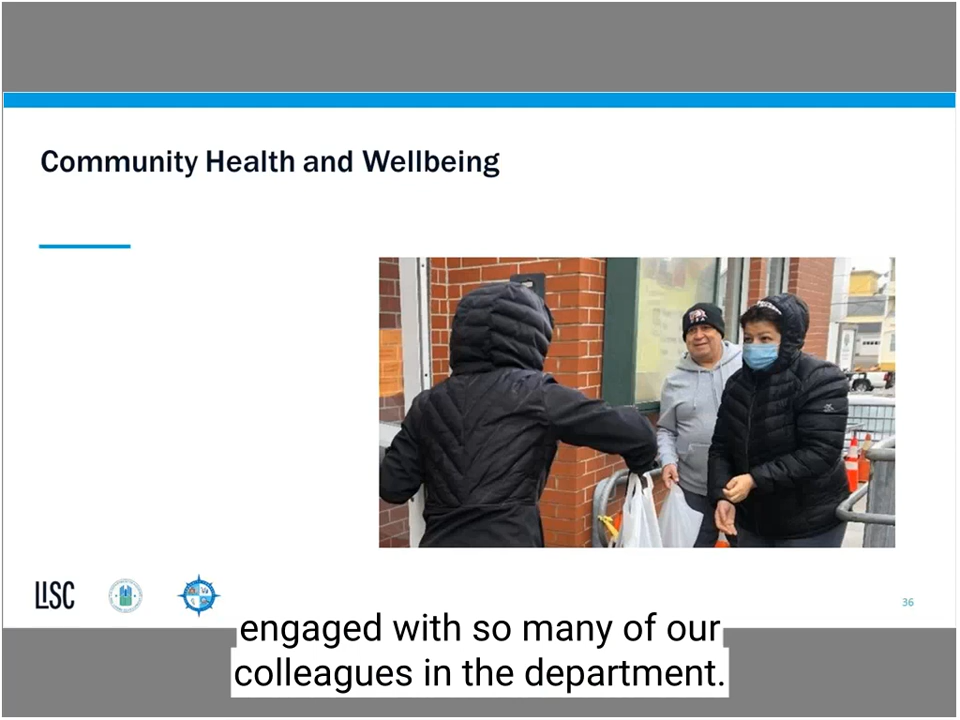 Community Health and Wellbeing
LISC
36
engaged with so many of our
colleagues in the department.